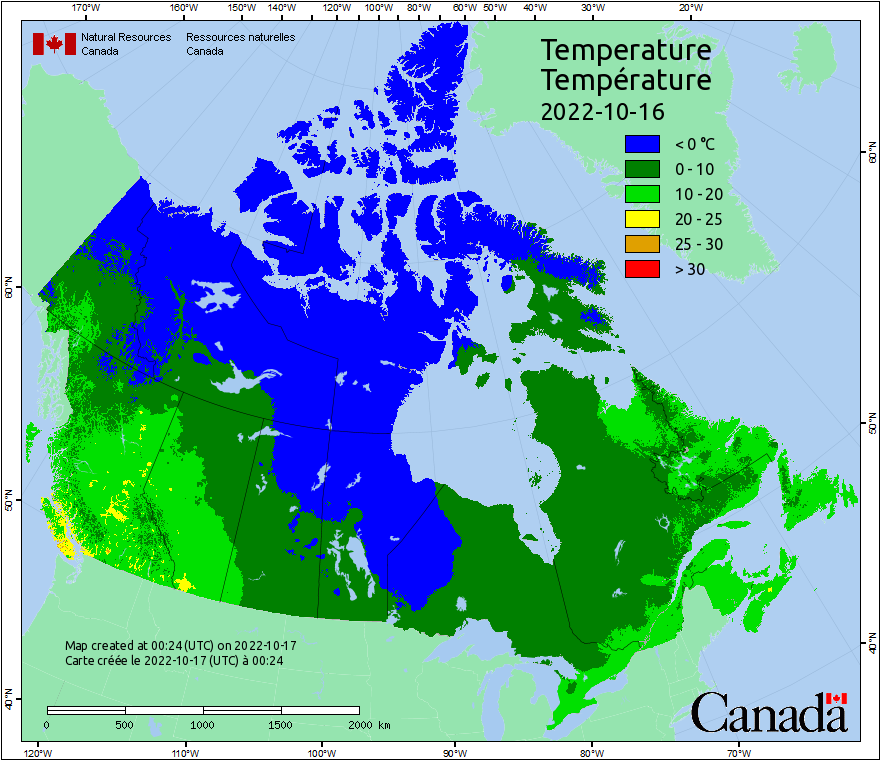 170°W 160°W 150°W 140°W 130°W 120°W 110°W 100°W 90°W 80°W 60°W 50°W 40°W 30°W 20°W
Natural Resources Ressources naturelles
Canada Canada
Temperature
Température
2022-10-16
< 0 °C
0 - 10
10 - 20
20 - 25
25 - 30
> 30
60°N
60°N
50°N
50°N
40°N
40°N
Map created at 00:24 (UTC) on 2022-10-17
Carte créée le 2022-10-17 (UTC) à 00:24
0 500 1000 1500 2000 km
Canada
120°W 110°W 100°W 90°W 80°W 70°W